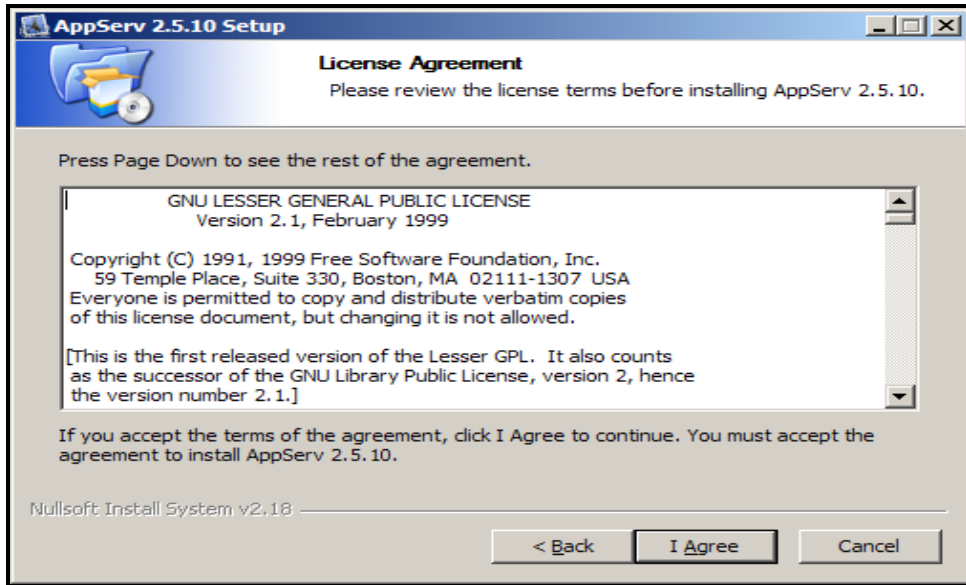 AppServ 2.5.10 Setup
License Agreement
Please review the license terms before installing AppServ 2.5.10.
Press Page Down to see the rest of the agreement.
GNU LESSER GENERAL PUBLIC LICENSE
Version 2.1, February 1999
Copyright (C) 1991, 1999 Free Software Foundation, Inc.
59 Temple Place, Suite 330, Boston, MA  02111-1307  USA
Everyone is permitted to copy and distribute verbatim copies
of this license document, but changing it is not allowed.
[This is the first released version of the Lesser GPL.  It also counts
as the successor of the GNU Library Public License, version 2, hence
the version number 2.1.]
If you accept the terms of the agreement, click I Agree to continue. You must accept the
agreement to install AppServ 2.5.10.
Nullsoft Install System v2.18
< Back
I Agree
Cancel